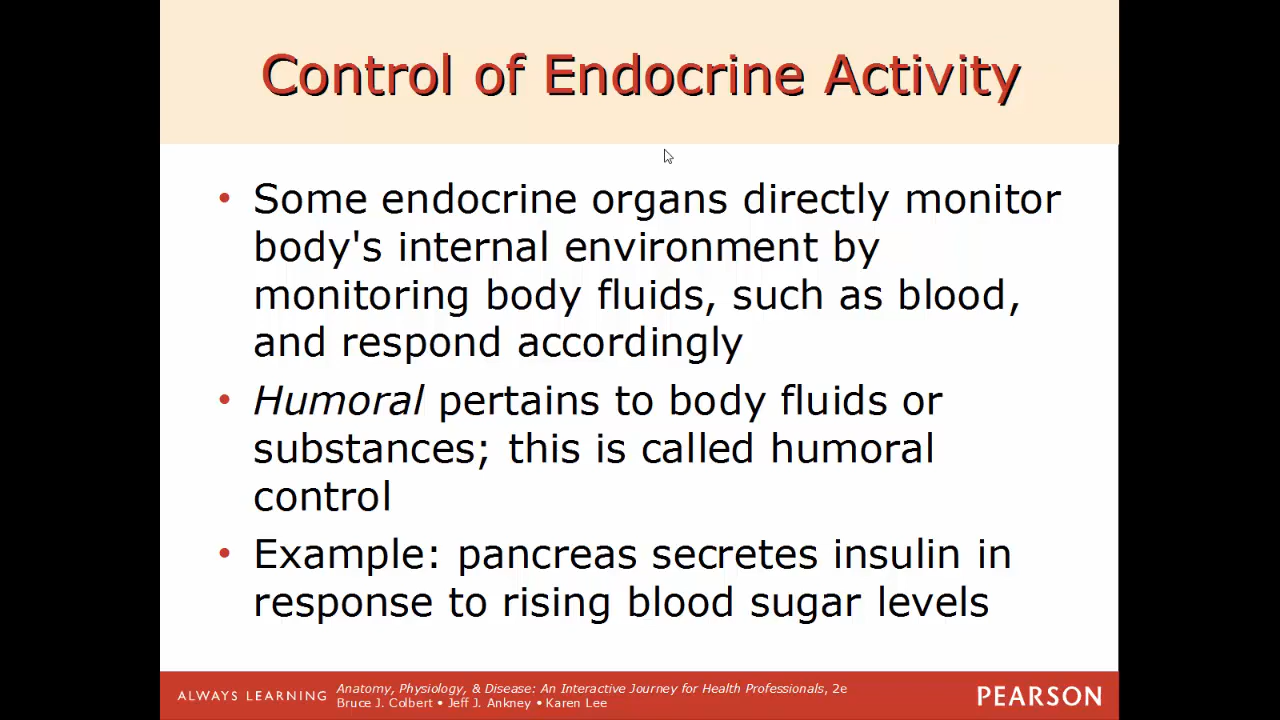 Control of Endocrine Activity
• Some endocrine organs directly monitor
body's internal environment by
monitoring body fluids, such as blood,
and respond accordingly
• Humoral pertains to body fluids or
substances; this is called humoral
control
• Example: pancreas secretes insulin in
response to rising blood sugar levels
ALWAYS LEARNING
Anatomy, Physiology, & Disease: An Interactive Journey for Health Professionals, 2e
Bruce J. Colbert • Jeff J. Ankney • Karen Lee
PEARSON